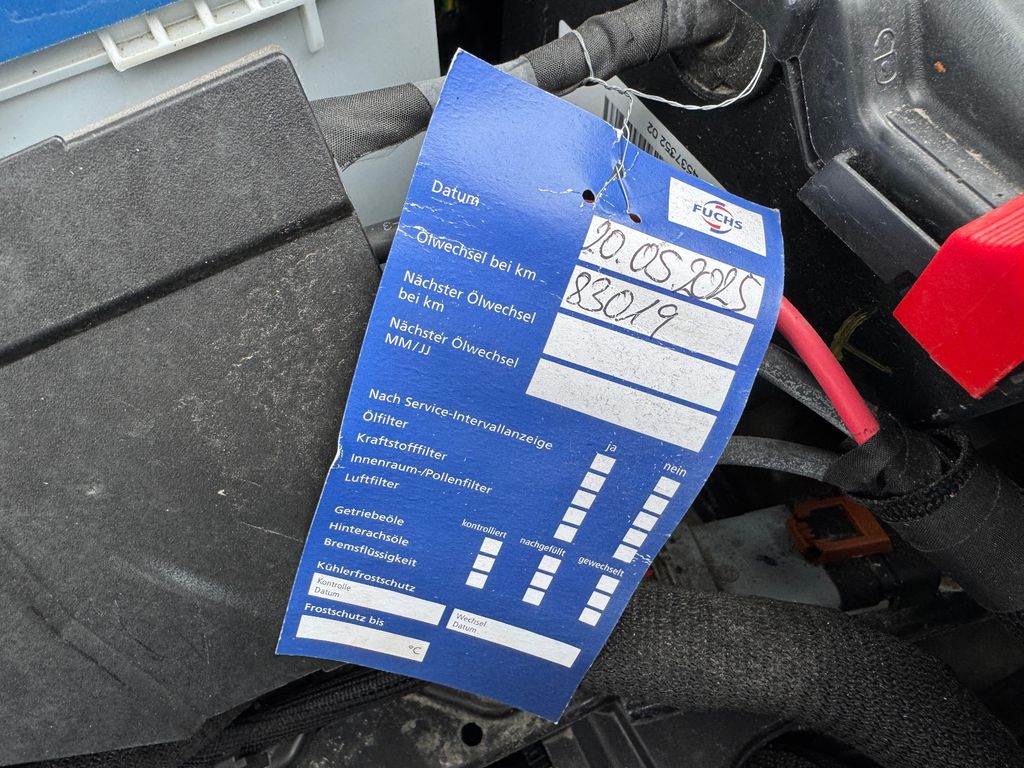 FUCHS
Datum 20.05.2025
Ölwechsel bei km 83019
Nächster Ölwechsel
bei km
Nächster Ölwechsel
MM/JJ
Nach Service-Intervallanzeige
ja nein
Ölfilter
Kraftstofffilter
Innenraum-/Pollenfilter
Luftfilter
kontrolliert nachgefüllt gewechselt
Getriebeöle
Hinterachsöle
Bremsflüssigkeit
Kühlerfrostschutz
Kontrolle
Datum
Wechsel
Datum
Frostschutz bis
°C